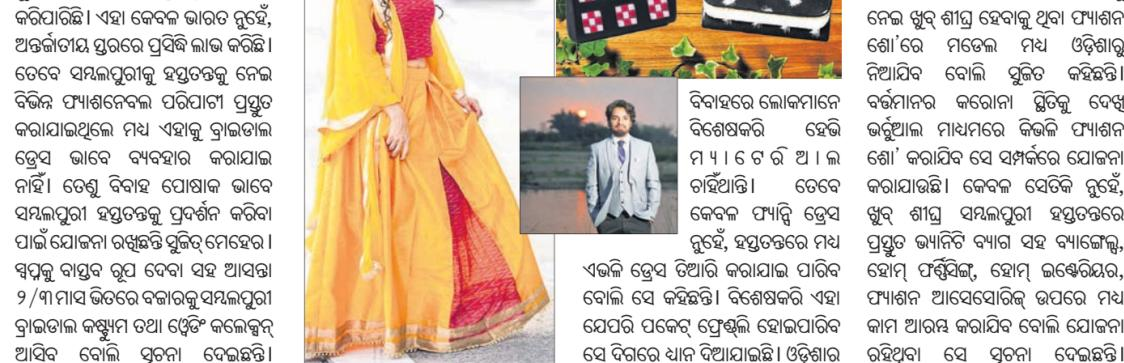 କରିପାରିଛି। ଏହା କେବଳ ଭାରତ ନୁହେଁ,
ଅନ୍ତର୍ଜାତୀୟ ସ୍ତରରେ ପ୍ରସିଦ୍ଧି ଲାଭ କରିଛି।
ତେବେ ସମ୍ବଲପୁରୀକୁ ହସ୍ତତନ୍ତକୁ ନେଇ
ବିଭିନ୍ନ ଫ୍ୟାଶନେବଲ ପରିପାଟୀ ପ୍ରସ୍ତୁତ
କରାଯାଇଥିଲେ ମଧ୍ୟ ଏହାକୁ ବ୍ରାଇଡାଲ
ଡ୍ରେସ ଭାବେ ବ୍ୟବହାର କରାଯାଇ
ନାହିଁ। ତେଣୁ ବିବାହ ପୋଷାକ ଭାବେ
ସମ୍ବଲପୁରୀ ହସ୍ତତନ୍ତକୁ ପ୍ରଦର୍ଶନ କରିବା
ପାଇଁ ଯୋଜନା ରଖିଛନ୍ତି ସୁଜିତ୍ ମେହେର।
ସ୍ୱପ୍ନକୁ ବାସ୍ତବ ରୂପ ଦେବା ସହ ଆସନ୍ତା
୨/୩ ମାସ ଭିତରେ ବଜାରକୁ ସମ୍ବଲପୁରୀ
ବ୍ରାଇଡାଲ କଷ୍ଟ୍ୟୁମ ତଥା ୱେଡିଂ କଲେକ୍ସନ୍
ଆସିବ ବୋଲି ସୂଚନା ଦେଇଛନ୍ତି।
ବିବାହରେ ଲୋକମାନେ
ବିଶେଷକରି ହେଭି
ମ୍ୟାଟେରିଆଲ
ଚାହିଁଥାନ୍ତି। ତେବେ
କେବଳ ଫ୍ୟାନ୍ସି ଡ୍ରେସ
ନୁହେଁ, ହସ୍ତତନ୍ତରେ ମଧ୍ୟ
ଏଭଳି ଡ୍ରେସ ତିଆରି କରାଯାଇ ପାରିବ
ବୋଲି ସେ କହିଛନ୍ତି। ବିଶେଷକରି ଏହା
ଯେପରି ପକେଟ୍ ଫ୍ରେଣ୍ଡଲି ହୋଇପାରିବ
ସେ ଦିଗରେ ଧ୍ୟାନ ଦିଆଯାଇଛି। ଓଡ଼ିଶାର
ନେଇ ଖୁବ୍ ଶୀଘ୍ର ହେବାକୁ ଥିବା ଫ୍ୟାଶନ
ଶୋ'ରେ ମଡେଲ ମଧ୍ୟ ଓଡ଼ିଶାରୁ
ନିଆଯିବ ବୋଲି ସୁଜିତ କହିଛନ୍ତି।
ବର୍ତ୍ତମାନର କରୋନା ସ୍ଥିତିକୁ ଦେଖି
ଭର୍ଚୁଆଲ ମାଧ୍ୟମରେ କିଭଳି ଫ୍ୟାଶନ
ଶୋ' କରାଯିବ ସେ ସମ୍ପର୍କରେ ଯୋଜନା
କରାଯାଉଛି। କେବଳ ସେତିକି ନୁହେଁ,
ଖୁବ୍ ଶୀଘ୍ର ସମ୍ବଲପୁରୀ ହସ୍ତତନ୍ତରେ
ପ୍ରସ୍ତୁତ ଭ୍ୟାନିଟି ବ୍ୟାଗ ସହ ବ୍ୟାଙ୍ଗେଲ୍ସ,
ହୋମ୍ ଫର୍ଣ୍ଣିସିଙ୍ଗ୍, ହୋମ୍ ଇଣ୍ଟେରିୟର,
ଫ୍ୟାଶନ ଆସେସୋରିଜ୍ ଉପରେ ମଧ୍ୟ
କାମ ଆରମ୍ଭ କରାଯିବ ବୋଲି ଯୋଜନା
ରହିଥିବା ସେ ସୂଚନା ଦେଇଛନ୍ତି।